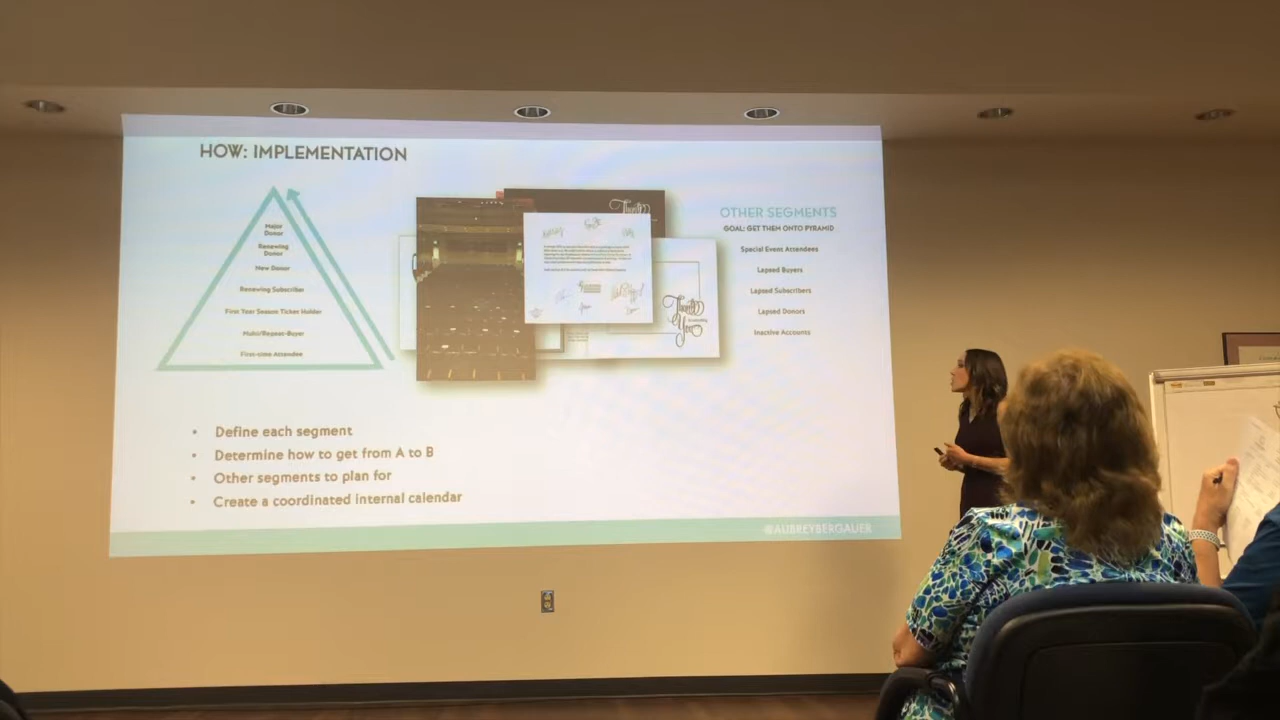 HOW: IMPLEMENTATION
Major
Donor
Renewing
Donor
New Donor
Renewing Subscriber
First Year Season Ticket Holder
Multi/Repeat-Buyer
First-time Attendee
Thank
Thank
You
OTHER SEGMENTS
GOAL: GET THEM ONTO PYRAMID
Special Event Attendees
Lapsed Buyers
Lapsed Subscribers
Lapsed Donors
Inactive Accounts
• Define each segment
• Determine how to get from A to B
• Other segments to plan for
• Create a coordinated internal calendar
@AUBREYBERGAUER